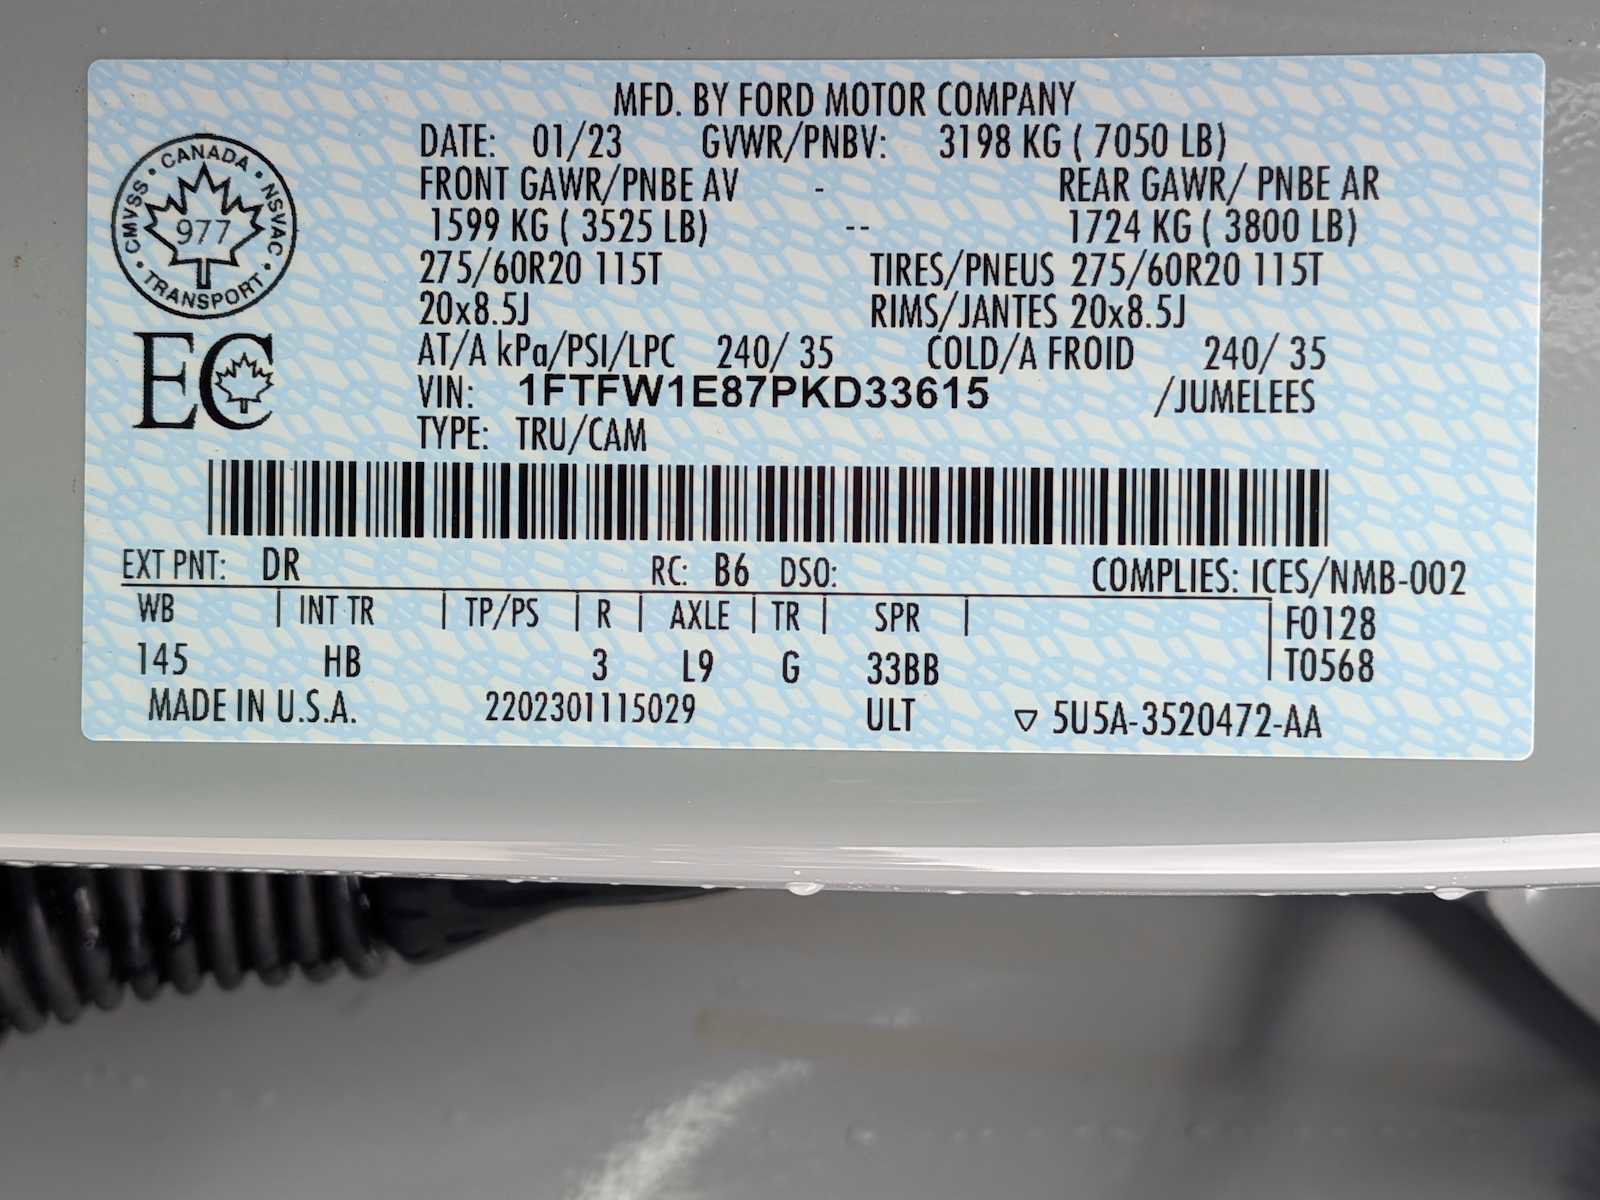 MFD. BY FORD MOTOR COMPANY
DATE: 01/23 GVWR/PNBV: 3198 KG ( 7050 LB)
FRONT GAWR/PNBE AV - REAR GAWR/ PNBE AR
1599 KG ( 3525 LB) -- 1724 KG ( 3800 LB)
275/60R20 115T TIRES/PNEUS 275/60R20 115T
20x8.5J RIMS/JANTES 20x8.5J
AT/A kPa/PSI/LPC 240/ 35 COLD/A FROID 240/ 35
VIN: 1FTFW1E87PKD33615 /JUMELEES
TYPE: TRU/CAM
CANADA
CMVSS • NSVAC
977
TRANSPORT
EC
EXT PNT: DR RC: B6 DSO: COMPLIES: ICES/NMB-002
WB | INT TR | TP/PS | R | AXLE | TR | SPR | F0128
145 HB 3 L9 G 33BB T0568
MADE IN U.S.A. 2202301115029 ULT ▽ 5U5A-3520472-AA